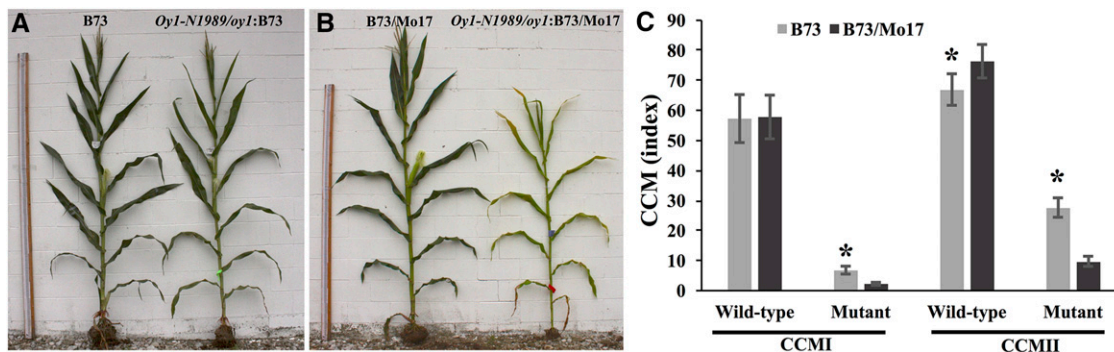 A
B73
Oy1-N1989/oy1:B73
B
B73/Mo17
Oy1-N1989/oy1:B73/Mo17
C
B73
B73/Mo17
CCM (index)
90
80
70
60
50
40
30
20
10
0
*
*
*
Wild-type
Mutant
Wild-type
Mutant
CCMI
CCMII